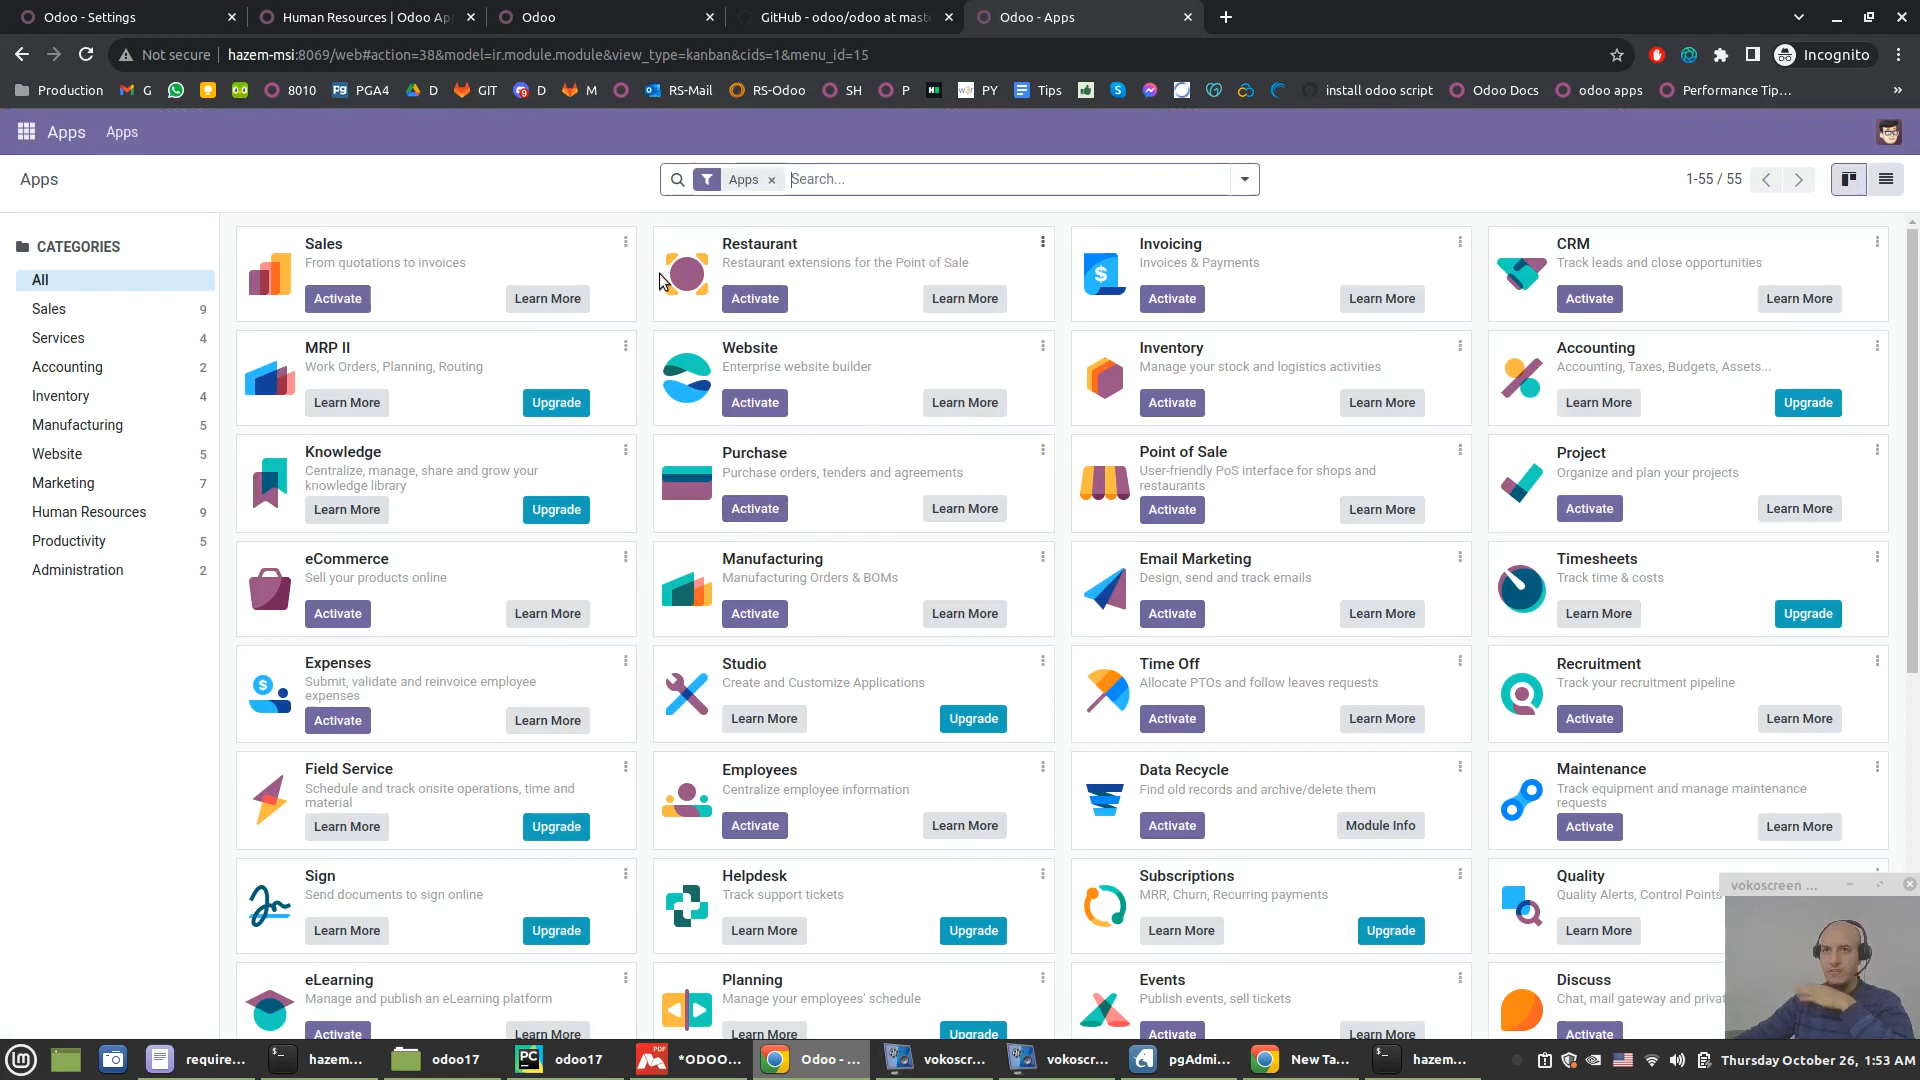 Odoo - Settings
Human Resources | Odoo Ap
Odoo
GitHub - odoo/odoo at mast
Odoo - Apps
Not secure
hazem-msi:8069/web#action=38&model=ir.module.module&view_type=kanban&cids=1&menu_id=15
Incognito
Production
G
8010
PGA4
D
GIT
D
M
RS-Mail
RS-Odoo
SH
P
PY
Tips
install odoo script
Odoo Docs
odoo apps
Performance Tip...
»
Apps
Apps
Apps
Apps
Search...
1-55 / 55
CATEGORIES
All
Sales 9
Services 4
Accounting 2
Inventory 4
Manufacturing 5
Website 5
Marketing 7
Human Resources 9
Productivity 5
Administration 2
Sales
From quotations to invoices
Activate
Learn More
Restaurant
Restaurant extensions for the Point of Sale
Activate
Learn More
Invoicing
Invoices & Payments
Activate
Learn More
CRM
Track leads and close opportunities
Activate
Learn More
MRP II
Work Orders, Planning, Routing
Learn More
Upgrade
Website
Enterprise website builder
Activate
Learn More
Inventory
Manage your stock and logistics activities
Activate
Learn More
Accounting
Accounting, Taxes, Budgets, Assets...
Learn More
Upgrade
Knowledge
Centralize, manage, share and grow your
knowledge library
Learn More
Upgrade
Purchase
Purchase orders, tenders and agreements
Activate
Learn More
Point of Sale
User-friendly PoS interface for shops and
restaurants
Activate
Learn More
Project
Organize and plan your projects
Activate
Learn More
eCommerce
Sell your products online
Activate
Learn More
Manufacturing
Manufacturing Orders & BOMs
Activate
Learn More
Email Marketing
Design, send and track emails
Activate
Learn More
Timesheets
Track time & costs
Learn More
Upgrade
Expenses
Submit, validate and reinvoice employee
expenses
Activate
Learn More
Studio
Create and Customize Applications
Learn More
Upgrade
Time Off
Allocate PTOs and follow leaves requests
Activate
Learn More
Recruitment
Track your recruitment pipeline
Activate
Learn More
Field Service
Schedule and track onsite operations, time and
material
Learn More
Upgrade
Employees
Centralize employee information
Activate
Learn More
Data Recycle
Find old records and archive/delete them
Activate
Module Info
Maintenance
Track equipment and manage maintenance
requests
Activate
Learn More
Sign
Send documents to sign online
Learn More
Upgrade
Helpdesk
Track support tickets
Learn More
Upgrade
Subscriptions
MRR, Churn, Recurring payments
Learn More
Upgrade
Quality
Quality Alerts, Control Points
Learn More
vokoscreen ...
eLearning
Manage and publish an eLearning platform
Activate
Learn More
Planning
Manage your employees' schedule
Learn More
Upgrade
Events
Publish events, sell tickets
Activate
Learn More
Discuss
Chat, mail gateway and privat
Activate
require...
hazem...
odoo17
PC
odoo17
PDF
*ODOO...
Odoo - ...
vokoscr...
vokoscr...
pgAdmi...
New Ta...
hazem...
Thursday October 26, 1:53 AM